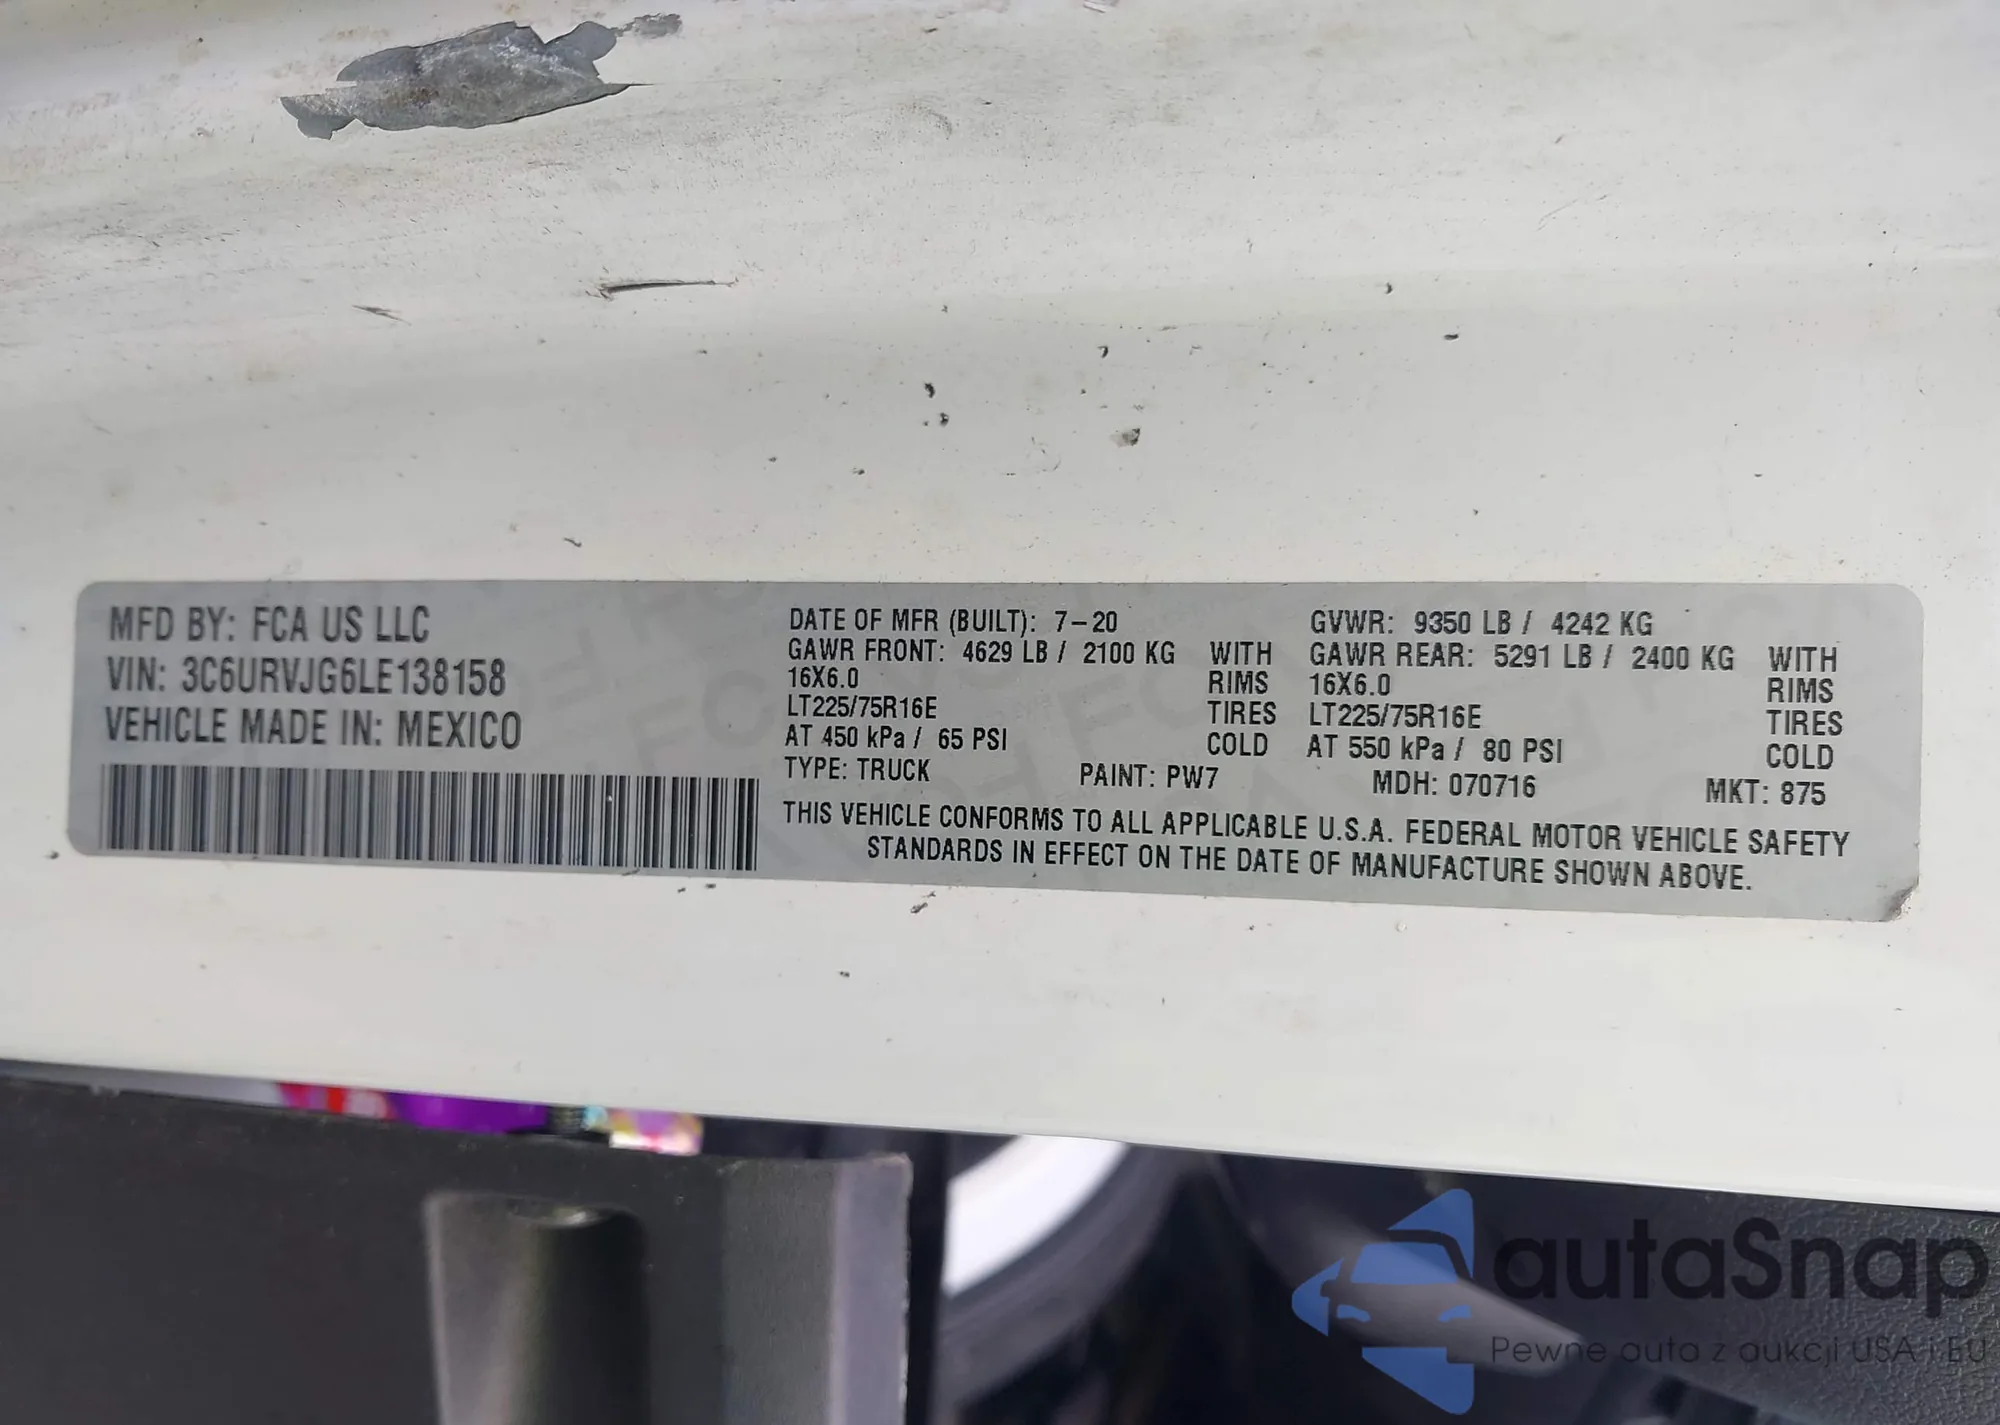 MFD BY: FCA US LLC
VIN: 3C6URVJG6LE138158
VEHICLE MADE IN: MEXICO
DATE OF MFR (BUILT): 7-20 GVWR: 9350 LB / 4242 KG
GAWR FRONT: 4629 LB / 2100 KG WITH GAWR REAR: 5291 LB / 2400 KG WITH
16X6.0 RIMS 16X6.0 RIMS
LT225/75R16E TIRES LT225/75R16E TIRES
AT 450 kPa / 65 PSI COLD AT 550 kPa / 80 PSI COLD
TYPE: TRUCK PAINT: PW7 MDH: 070716 MKT: 875
THIS VEHICLE CONFORMS TO ALL APPLICABLE U.S.A. FEDERAL MOTOR VEHICLE SAFETY
STANDARDS IN EFFECT ON THE DATE OF MANUFACTURE SHOWN ABOVE.
autaSnap
Pewne auta z aukcji USA i EU